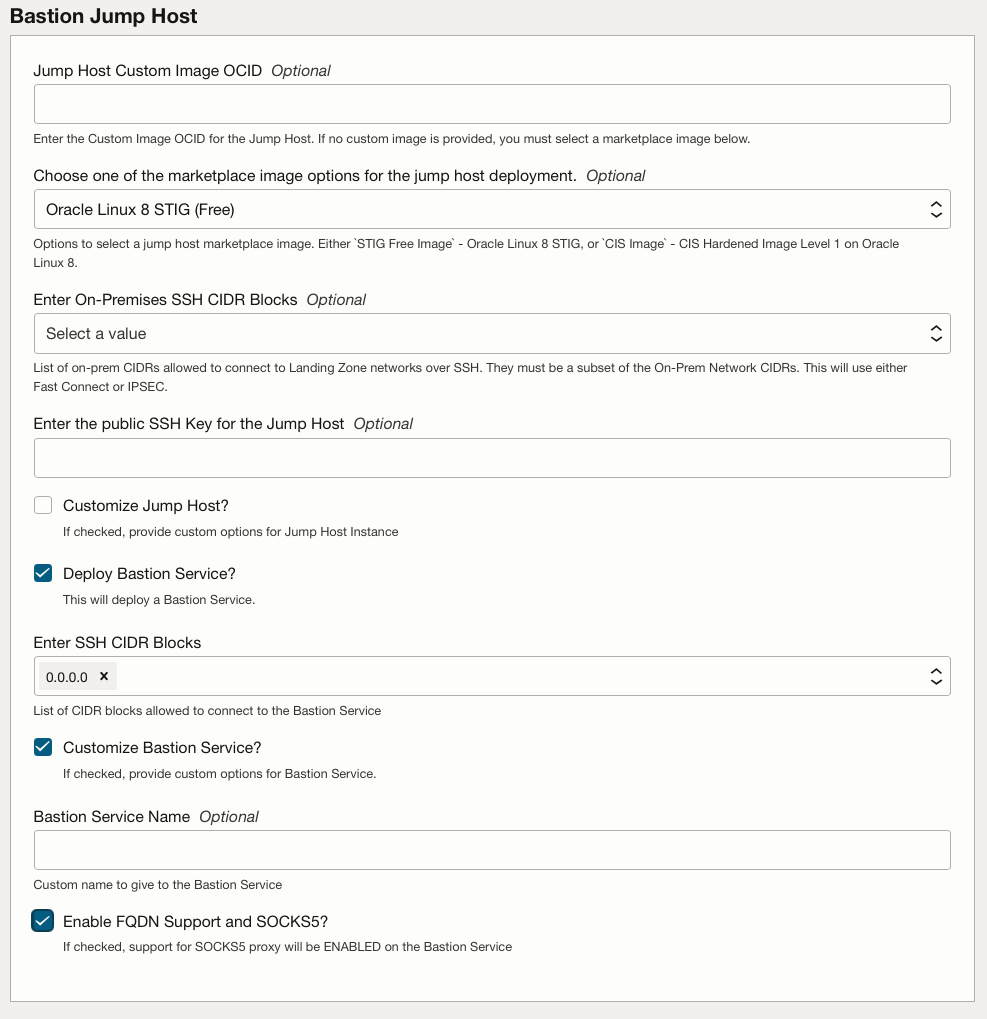 Bastion Jump Host
Jump Host Custom Image OCID Optional
Enter the Custom Image OCID for the Jump Host. If no custom image is provided, you must select a marketplace image below.
Choose one of the marketplace image options for the jump host deployment. Optional
Oracle Linux 8 STIG (Free)
Options to select a jump host marketplace image. Either `STIG Free Image` - Oracle Linux 8 STIG, or `CIS Image` - CIS Hardened Image Level 1 on Oracle
Linux 8.
Enter On-Premises SSH CIDR Blocks Optional
Select a value
List of on-prem CIDRs allowed to connect to Landing Zone networks over SSH. They must be a subset of the On-Prem Network CIDRs. This will use either
Fast Connect or IPSEC.
Enter the public SSH Key for the Jump Host Optional
Customize Jump Host?
If checked, provide custom options for Jump Host Instance
Deploy Bastion Service?
This will deploy a Bastion Service.
Enter SSH CIDR Blocks
0.0.0.0
List of CIDR blocks allowed to connect to the Bastion Service
Customize Bastion Service?
If checked, provide custom options for Bastion Service.
Bastion Service Name Optional
Custom name to give to the Bastion Service
Enable FQDN Support and SOCKS5?
If checked, support for SOCKS5 proxy will be ENABLED on the Bastion Service